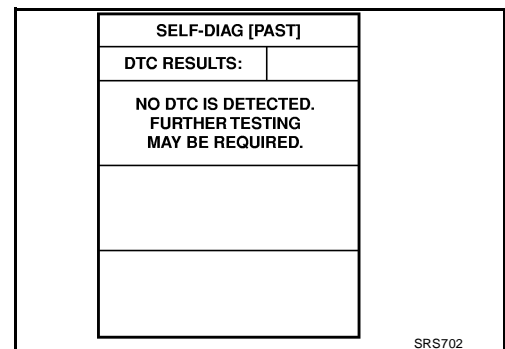 SELF-DIAG [PAST]
DTC RESULTS:
NO DTC IS DETECTED.
FURTHER TESTING
MAY BE REQUIRED.
SRS702